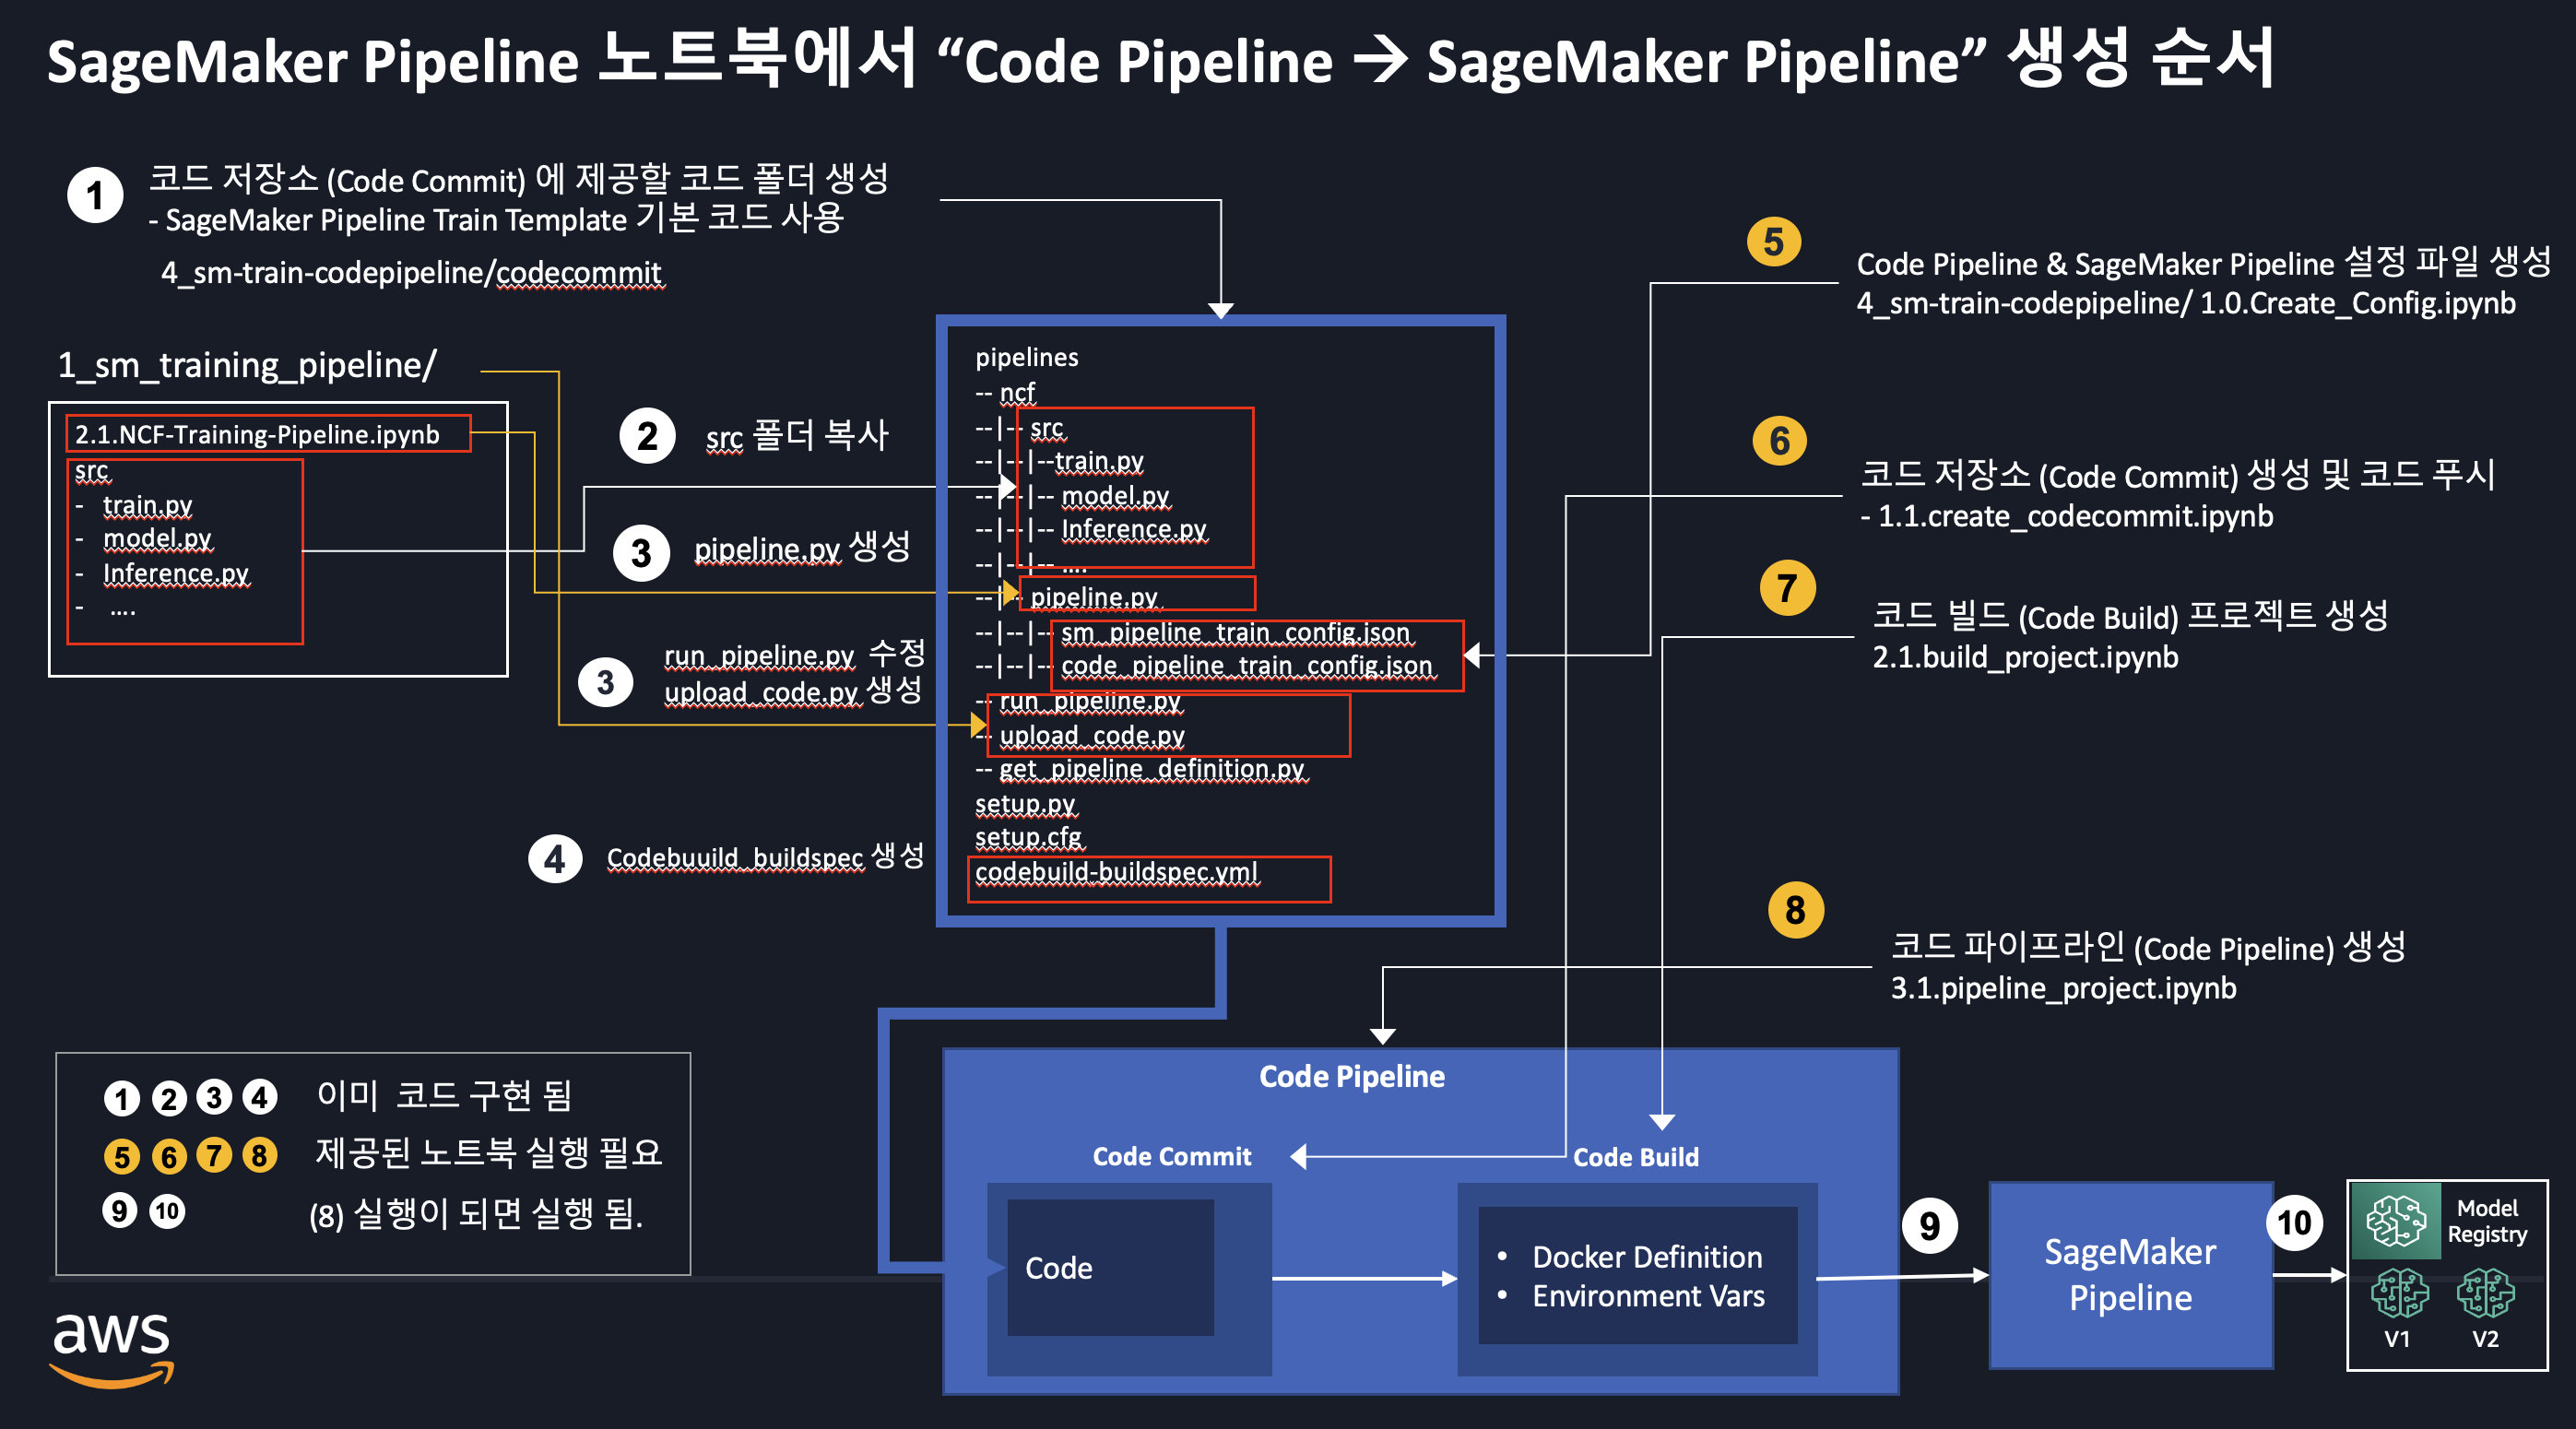 SageMaker Pipeline 노트북에서 “Code Pipeline → SageMaker Pipeline” 생성 순서
1
코드 저장소 (Code Commit) 에 제공할 코드 폴더 생성
- SageMaker Pipeline Train Template 기본 코드 사용
4_sm-train-codepipeline/codecommit
1_sm_training_pipeline/
2.1.NCF-Training-Pipeline.ipynb
src
- train.py
- model.py
- Inference.py
- ….
2
src 폴더 복사
3
pipeline.py 생성
3
run_pipeline.py 수정
upload_code.py 생성
4
Codebuuild_buildspec 생성
pipelines
-- ncf
--|-- src
--|--|--train.py
--|--|-- model.py
--|--|-- Inference.py
--|--|-- ….
--|-- pipeline.py
--|--|-- sm_pipeline_train_config.json
--|--|-- code_pipeline_train_config.json
-- run_pipeline.py
-- upload_code.py
-- get_pipeline_definition.py
setup.py
setup.cfg
codebuild-buildspec.yml
5
Code Pipeline & SageMaker Pipeline 설정 파일 생성
4_sm-train-codepipeline/ 1.0.Create_Config.ipynb
6
코드 저장소 (Code Commit) 생성 및 코드 푸시
- 1.1.create_codecommit.ipynb
7
코드 빌드 (Code Build) 프로젝트 생성
2.1.build_project.ipynb
8
코드 파이프라인 (Code Pipeline) 생성
3.1.pipeline_project.ipynb
1 2 3 4 이미 코드 구현 됨
5 6 7 8 제공된 노트북 실행 필요
9 10 (8) 실행이 되면 실행 됨.
Code Pipeline
Code Commit
Code
Code Build
• Docker Definition
• Environment Vars
9
SageMaker
Pipeline
10
Model
Registry
V1 V2
aws